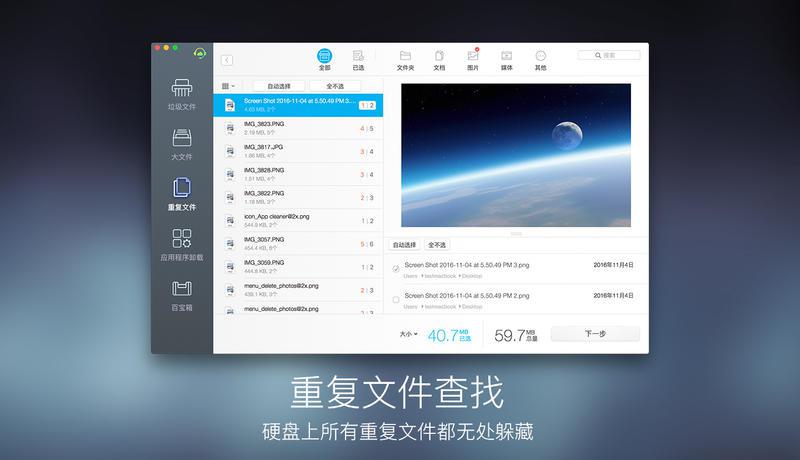 全部
已选
文件夹
文档
图片
媒体
其他
搜索
垃圾文件
大文件
重复文件
应用程序卸载
百宝箱
自动选择
全不选
Screen Shot 2016-11-04 at 5.50.49 PM 3....
1 | 2
4.63 MB, 2个
IMG_3823.PNG
4 | 5
2.19 MB, 5个
IMG_3817.JPG
3 | 4
1.86 MB, 4个
IMG_3828.PNG
3 | 4
1.51 MB, 4个
IMG_3822.PNG
2 | 3
1.18 MB, 3个
icon_App cleaner@2x.png
1 | 2
544.9 KB, 2个
IMG_3057.PNG
5 | 6
454.4 KB, 6个
IMG_3059.PNG
1 | 2
444.8 KB, 2个
menu_delete_photos@2x.png
2 | 3
439.1 KB, 3个
menu_delete_photos@2x.png
2 | 3
自动选择
全不选
Screen Shot 2016-11-04 at 5.50.49 PM 3.png
2016年11月4日
Users testmacbook Desktop
Screen Shot 2016-11-04 at 5.50.49 PM 2.png
2016年11月4日
Users testmacbook Desktop
大小
40.7 MB 已选
59.7 MB 总量
下一步
重复文件查找
硬盘上所有重复文件都无处躲藏